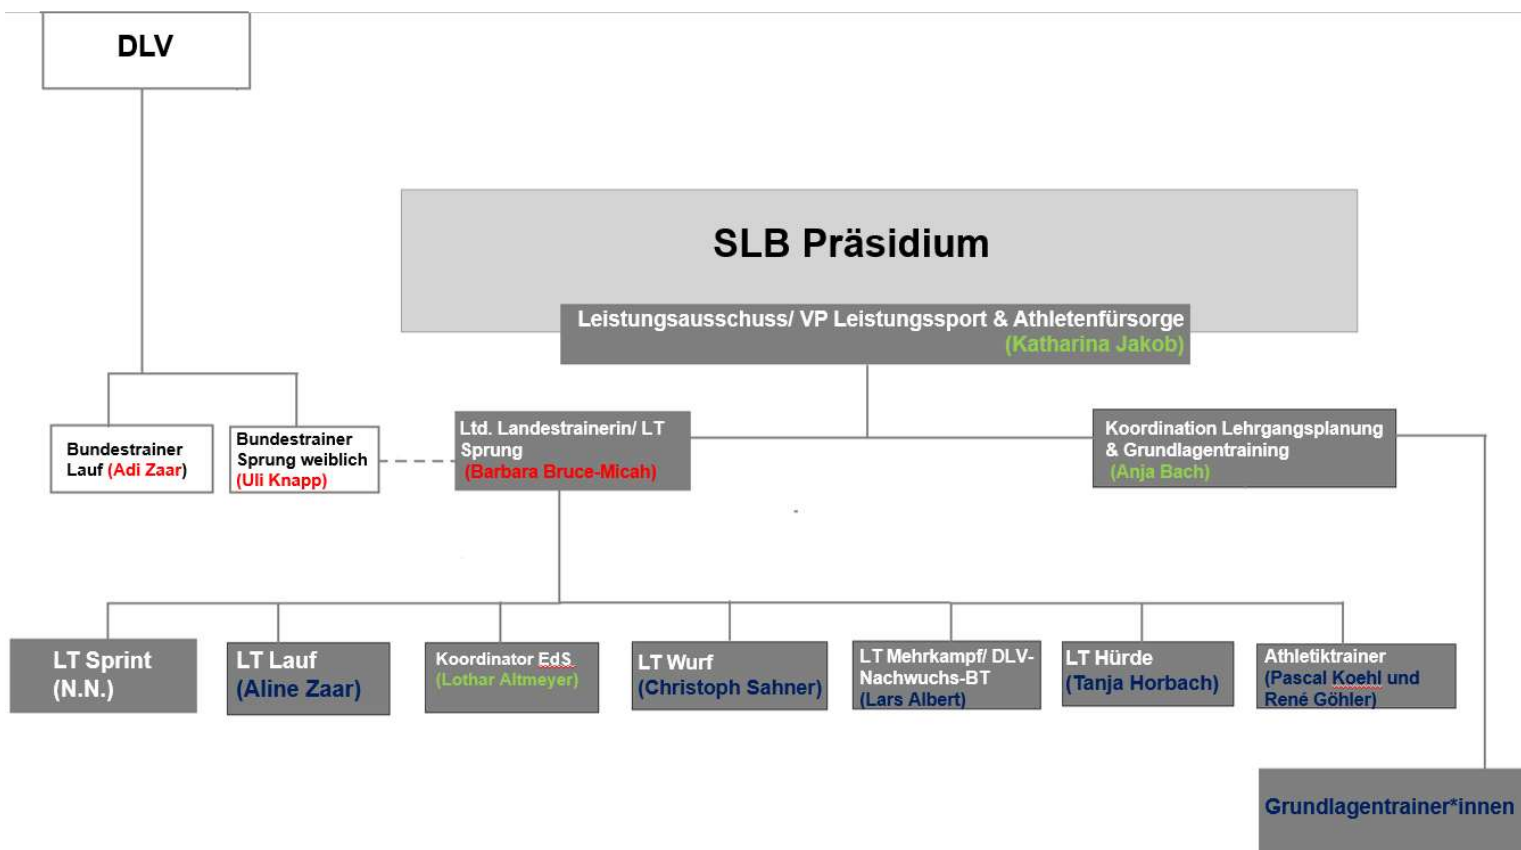 DLV
SLB Präsidium
Leistungsausschuss/ VP Leistungssport & Athletenfürsorge
(Katharina Jakob)
Bundestrainer
Lauf (Adi Zaar)
Bundestrainer
Sprung weiblich
(Uli Knapp)
Ltd. Landestrainerin/ LT
Sprung
(Barbara Bruce-Micah)
Koordination Lehrgangsplanung
& Grundlagentraining
(Anja Bach)
LT Sprint
(N.N.)
LT Lauf
(Aline Zaar)
Koordinator EdS
(Lothar Altmeyer)
LT Wurf
(Christoph Sahner)
LT Mehrkampf/ DLV-
Nachwuchs-BT
(Lars Albert)
LT Hürde
(Tanja Horbach)
Athletiktrainer
(Pascal Koehl und
René Göhler)
Grundlagentrainer*innen